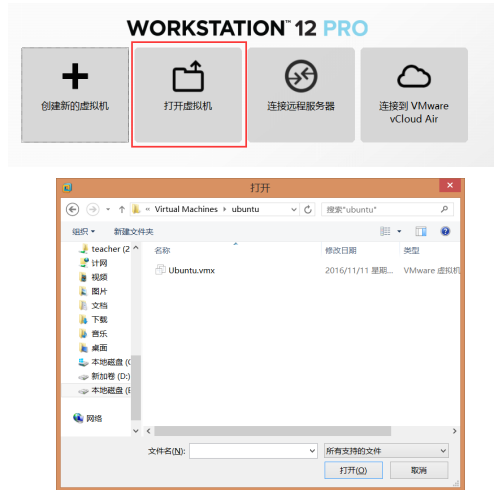 WORKSTATION™ 12 PRO
创建新的虚拟机
打开虚拟机
连接远程服务器
连接到 VMware
vCloud Air
打开
« Virtual Machines ▸ ubuntu
搜索"ubuntu"
组织
新建文件夹
名称
修改日期
类型
teacher (2
计网
视频
图片
文档
下载
音乐
桌面
本地磁盘 (
新加卷 (D:)
本地磁盘 (E
网络
Ubuntu.vmx
2016/11/11 星期...
VMware 虚拟机
文件名(N):
所有支持的文件
打开(O)
取消